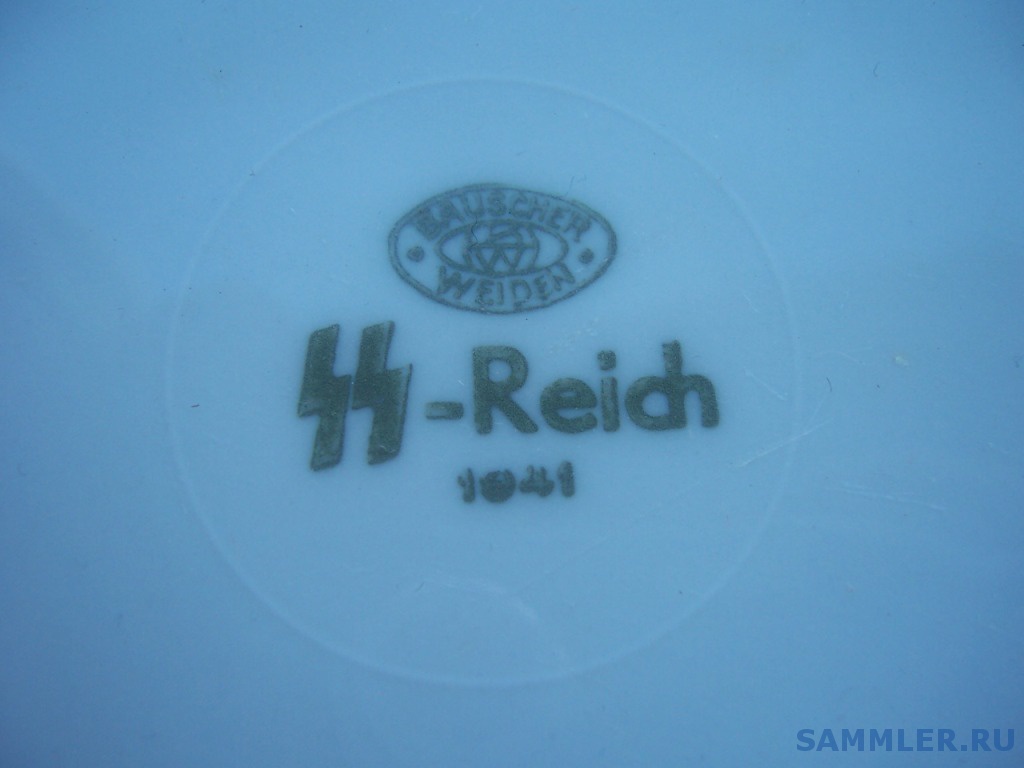 BAUSCHER
WEIDEN
SS-Reich
1941
SAMMLER.RU